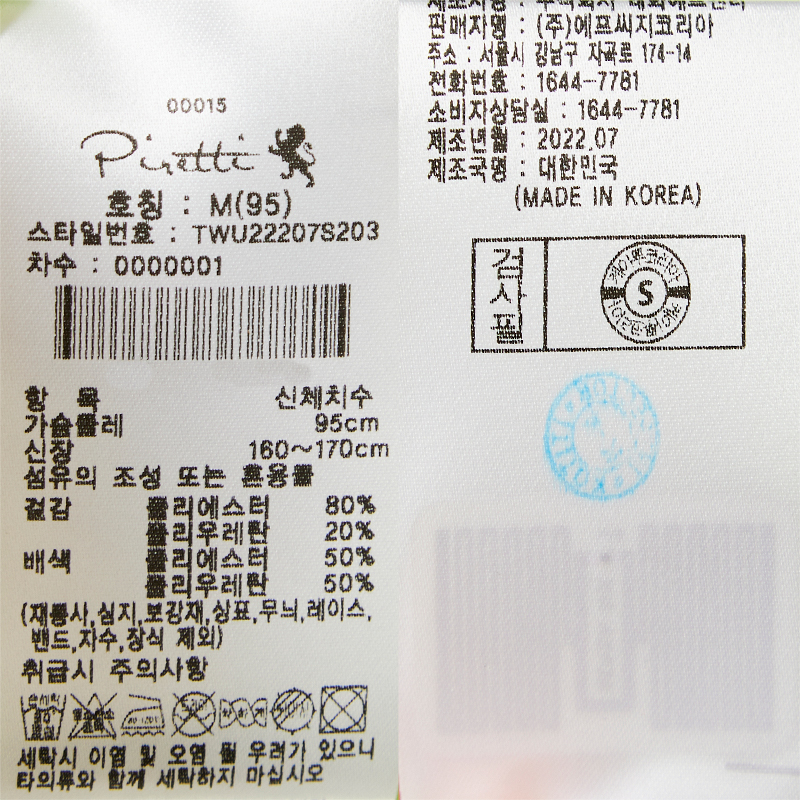 00015
Piretti
호칭 : M(95)
스타일번호 : TWU22207S203
차수 : 0000001
항 목 신체치수
가슴둘레 95cm
신장 160~170cm
섬유의 조성 또는 혼용률
겉감 폴리에스터 80%
폴리우레탄 20%
배색 폴리에스터 50%
폴리우레탄 50%
(재봉사,심지,보강재,상표,무늬,레이스,
밴드,자수,장식 제외)
취급시 주의사항
세탁시 이염 및 오염 될 우려가 있으니
타의류와 함께 세탁하지 마십시오
판매자명 : (주)에프씨지코리아
주소 : 서울시 강남구 자곡로 174-14
전화번호 : 1644-7781
소비자상담실 : 1644-7781
제조년월 : 2022.07
제조국명 : 대한민국
(MADE IN KOREA)
검사필
S